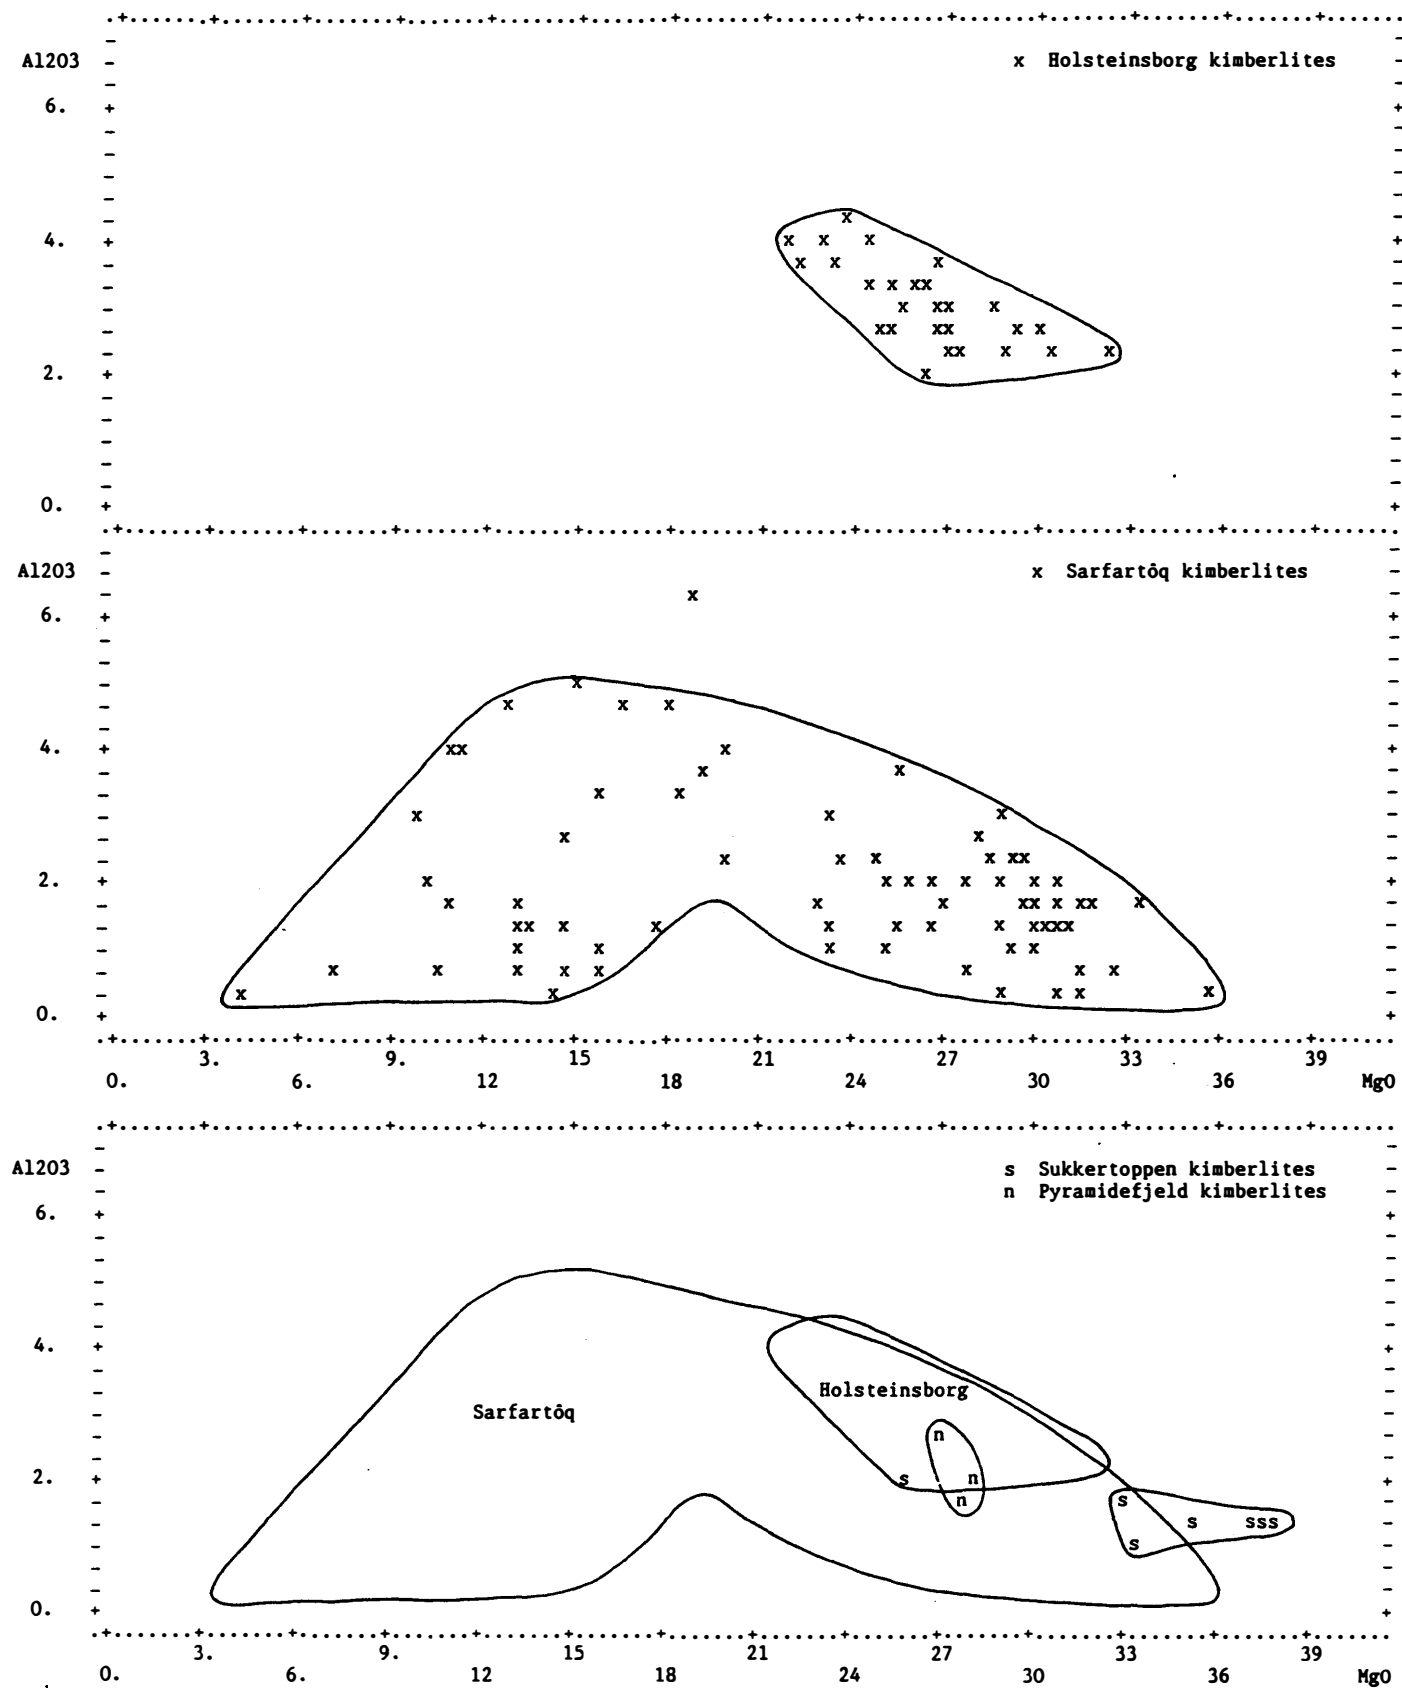 Al2O3
x Holsteinsborg kimberlites
6.
4.
2.
0.
Al2O3
x Sarfartôq kimberlites
6.
4.
2.
0.
3. 9. 15 21 27 33 39
0. 6. 12 18 24 30 36 MgO
Al2O3
s Sukkertoppen kimberlites
n Pyramidefjeld kimberlites
6.
4.
Holsteinsborg
Sarfartôq
n
2.
s n
n
s
s sss
s
0.
3. 9. 15 21 27 33 39
0. 6. 12 18 24 30 36 MgO